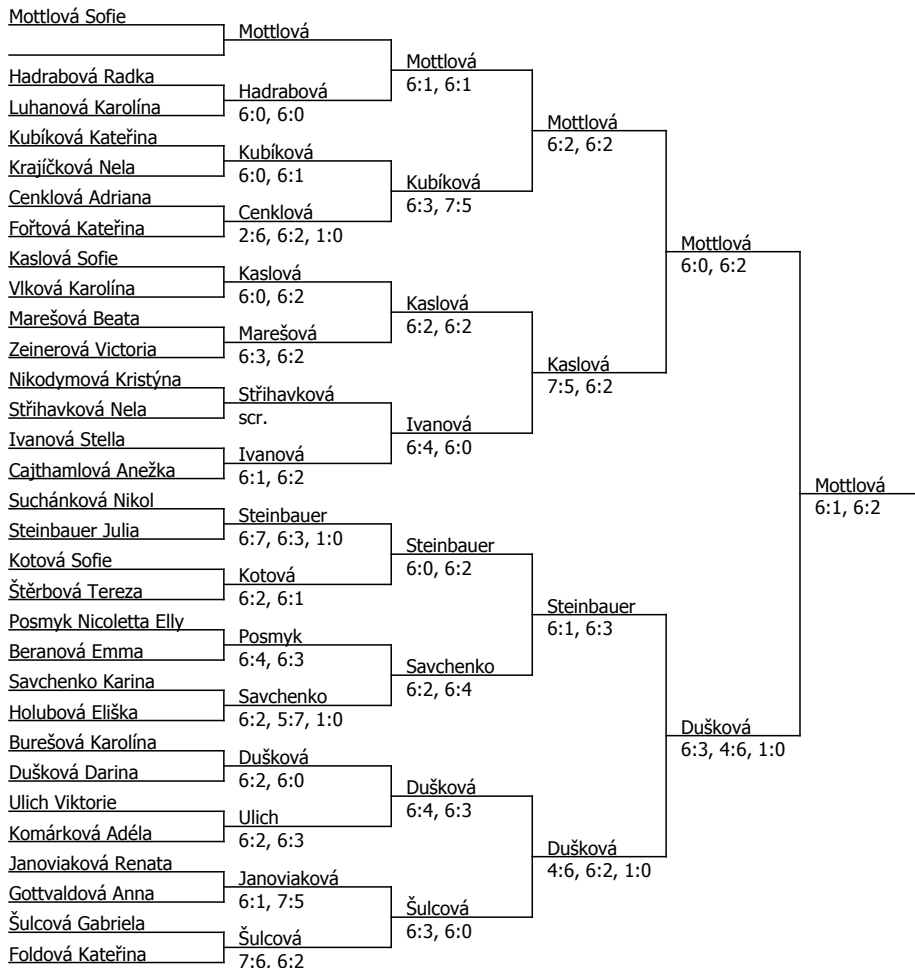 Mottlová Sofie
Mottlová
Mottlová
6:1, 6:1
Hadrabová Radka
Hadrabová
6:0, 6:0
Luhanová Karolína
Mottlová
6:2, 6:2
Kubíková Kateřina
Kubíková
6:0, 6:1
Krajíčková Nela
Kubíková
6:3, 7:5
Cenklová Adriana
Cenklová
2:6, 6:2, 1:0
Fořtová Kateřina
Mottlová
6:0, 6:2
Kaslová Sofie
Kaslová
6:0, 6:2
Vlková Karolína
Kaslová
6:2, 6:2
Marešová Beata
Marešová
6:3, 6:2
Zeinerová Victoria
Kaslová
7:5, 6:2
Nikodymová Kristýna
Střihavková
scr.
Střihavková Nela
Ivanová
6:4, 6:0
Ivanová Stella
Ivanová
6:1, 6:2
Cajthamlová Anežka
Mottlová
6:1, 6:2
Suchánková Nikol
Steinbauer
6:7, 6:3, 1:0
Steinbauer Julia
Steinbauer
6:0, 6:2
Kotová Sofie
Kotová
6:2, 6:1
Štěrbová Tereza
Steinbauer
6:1, 6:3
Posmyk Nicoletta Elly
Posmyk
6:4, 6:3
Beranová Emma
Savchenko
6:2, 6:4
Savchenko Karina
Savchenko
6:2, 5:7, 1:0
Holubová Eliška
Dušková
6:3, 4:6, 1:0
Burešová Karolína
Dušková
6:2, 6:0
Dušková Darina
Dušková
6:4, 6:3
Ulich Viktorie
Ulich
6:2, 6:3
Komárková Adéla
Dušková
4:6, 6:2, 1:0
Janoviaková Renata
Janoviaková
6:1, 7:5
Gottvaldová Anna
Šulcová
6:3, 6:0
Šulcová Gabriela
Šulcová
7:6, 6:2
Foldová Kateřina